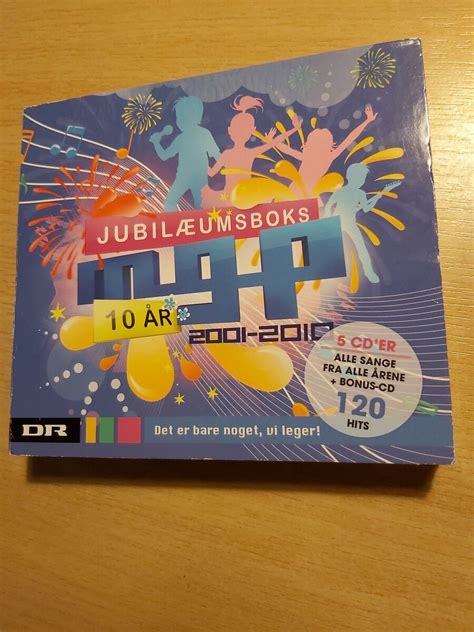 JUBILÆUMSBOKS
mgp
10 ÅR
2001-2010
5 CD'ER
ALLE SANGE
FRA ALLE ÅRENE
+ BONUS-CD
120
HITS
DR
Det er bare noget, vi leger!